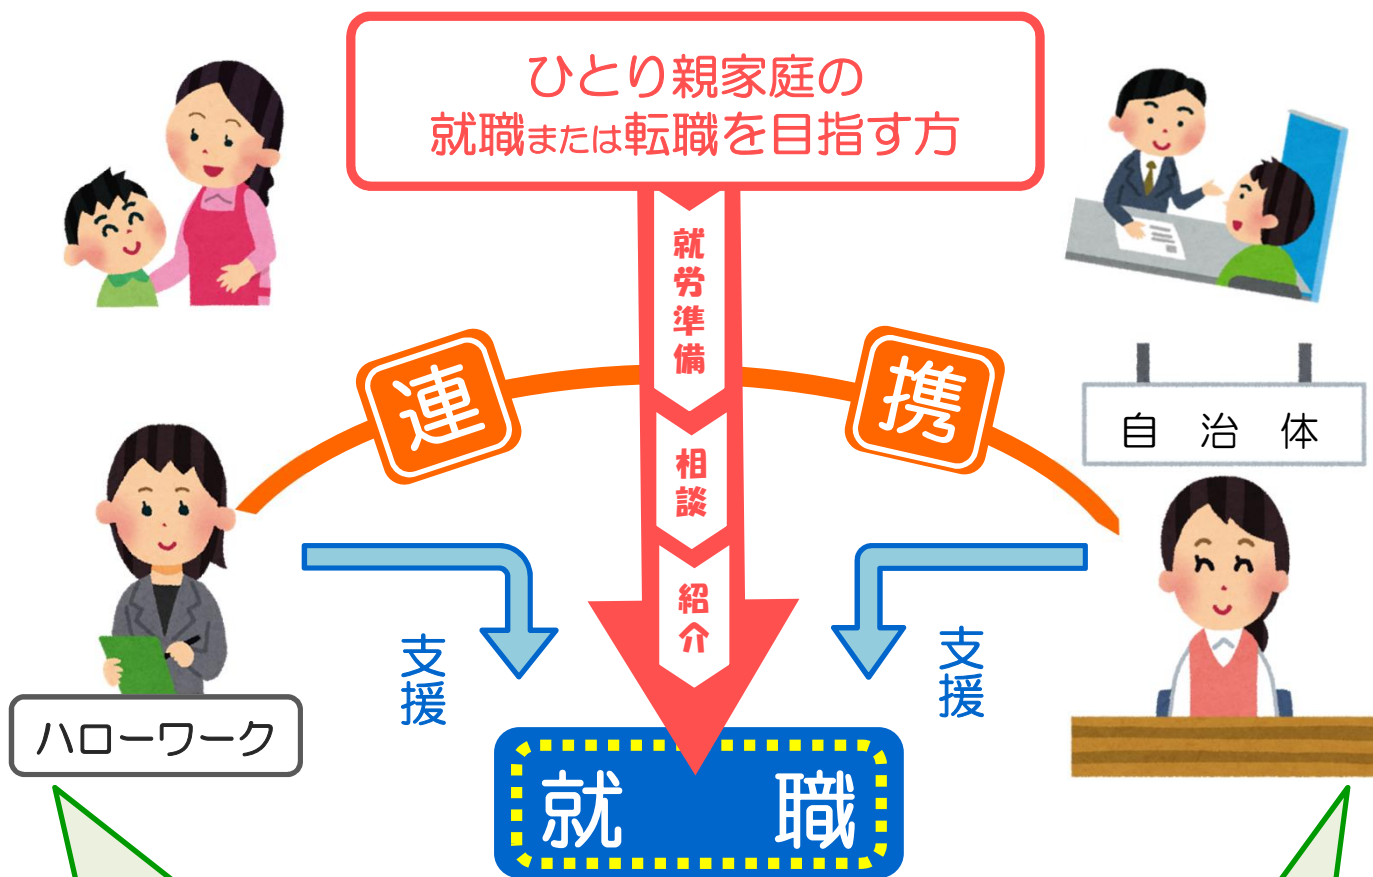 ひとり親家庭の
就職または転職を目指す方
就労準備
連
携
自治体
相談
紹介
支援
支援
ハローワーク
就職